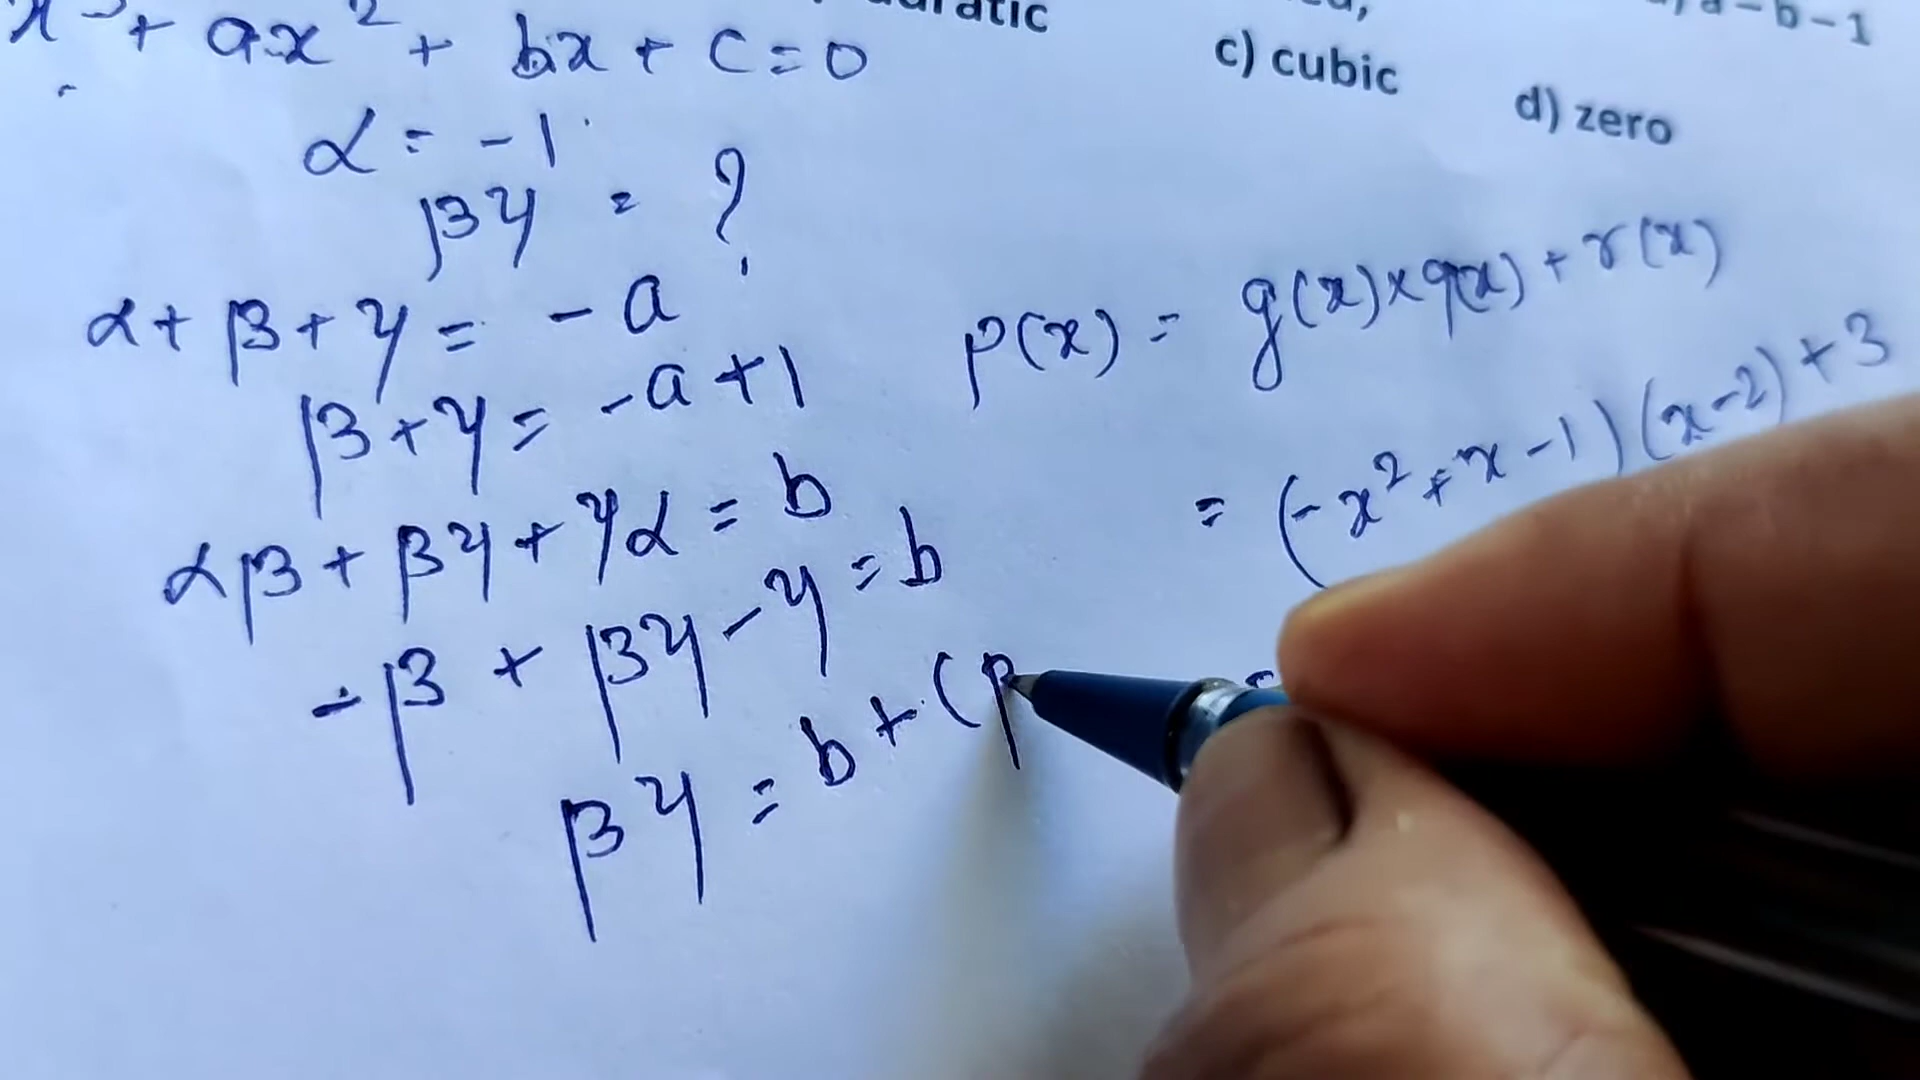 x³ + ax² + bx + c = 0
a-b-1
c) cubic
d) zero
α = -1
βγ = ?
α + β + γ = -a
β + γ = -a + 1
αβ + βγ + γα = b
-β + βγ - γ = b
βγ = b + (β
p(x) = g(x) × q(x) + r(x)
= (-x² + x - 1)(x - 2) + 3
=